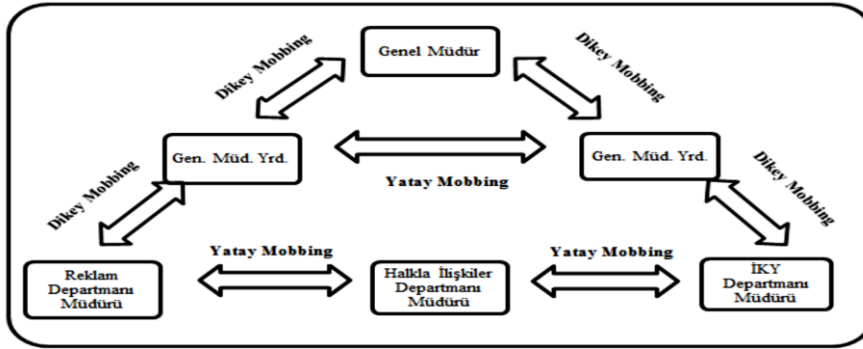 Genel Müdür
Dikey Mobbing
Dikey Mobbing
Gen. Müd. Yrd.
Gen. Müd. Yrd.
Yatay Mobbing
Dikey Mobbing
Dikey Mobbing
Yatay Mobbing
Yatay Mobbing
Reklam
Departmanı
Müdürü
Halkla İlişkiler
Departmanı
Müdürü
İKY
Departmanı
Müdürü